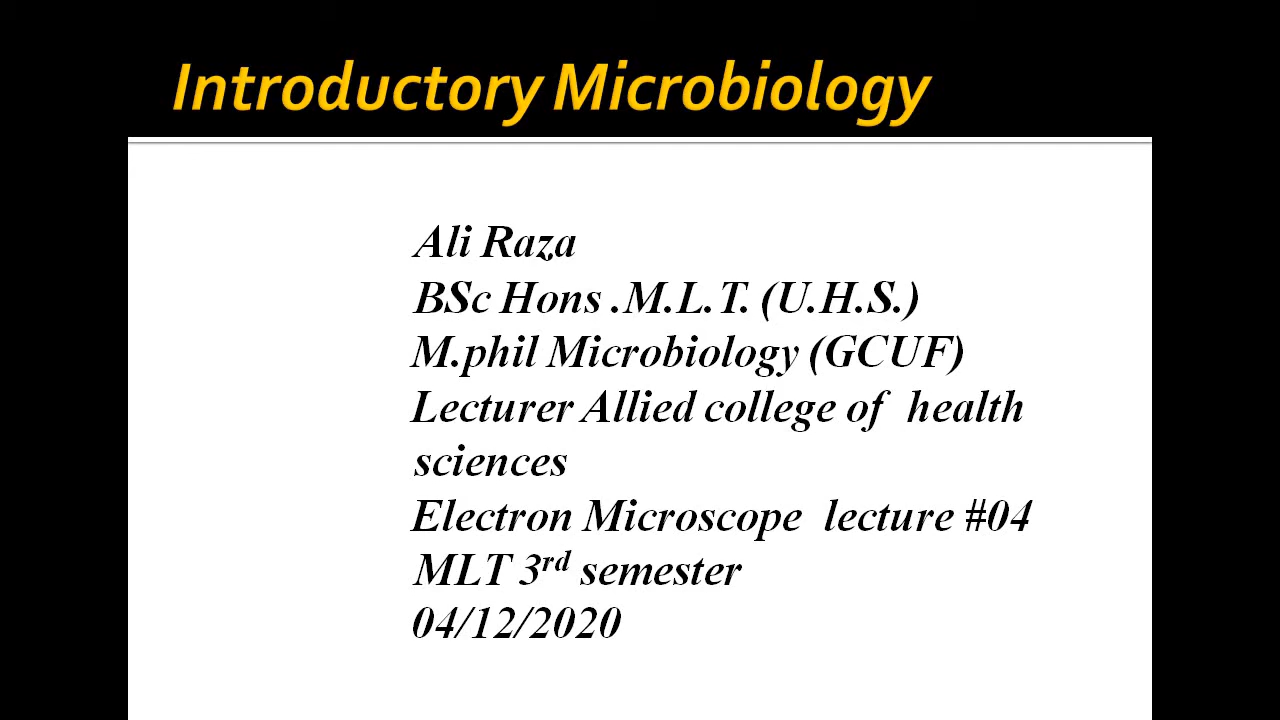 Introductory Microbiology
Ali Raza
BSc Hons .M.L.T. (U.H.S.)
M.phil Microbiology (GCUF)
Lecturer Allied college of  health
sciences
Electron Microscope  lecture #04
MLT 3rd semester
04/12/2020